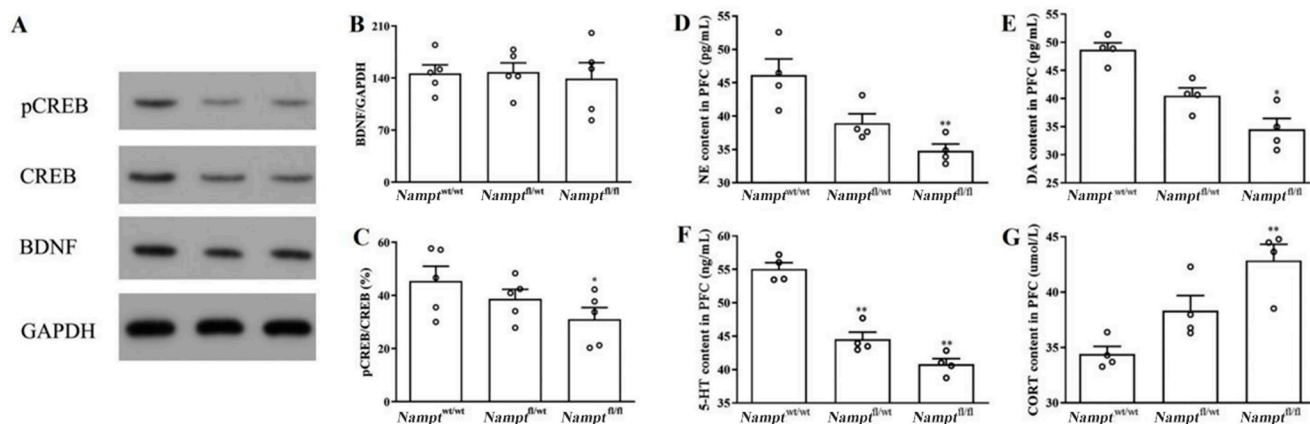 A
pCREB
CREB
BDNF
GAPDH
B
BDNF/GAPDH
210
140
70
0
Nampt^wt/wt Nampt^fl/wt Nampt^fl/fl
C
pCREB/CREB (%)
60
40
20
0
*
Nampt^wt/wt Nampt^fl/wt Nampt^fl/fl
D
NE content in PFC (pg/mL)
55
50
45
40
35
30
**
Nampt^wt/wt Nampt^fl/wt Nampt^fl/fl
E
DA content in PFC (pg/mL)
55
50
45
40
35
30
25
*
Nampt^wt/wt Nampt^fl/wt Nampt^fl/fl
F
5-HT content in PFC (ng/mL)
60
55
50
45
40
35
**
**
Nampt^wt/wt Nampt^fl/wt Nampt^fl/fl
G
CORT content in PFC (umol/L)
45
40
35
30
**
Nampt^wt/wt Nampt^fl/wt Nampt^fl/fl